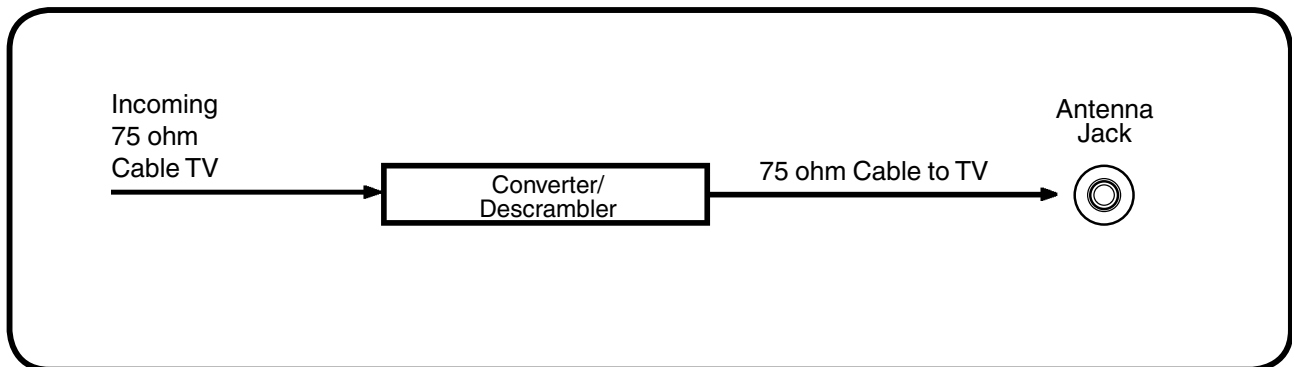 Incoming
75 ohm
Cable TV
Converter/
Descrambler
75 ohm Cable to TV
Antenna
Jack